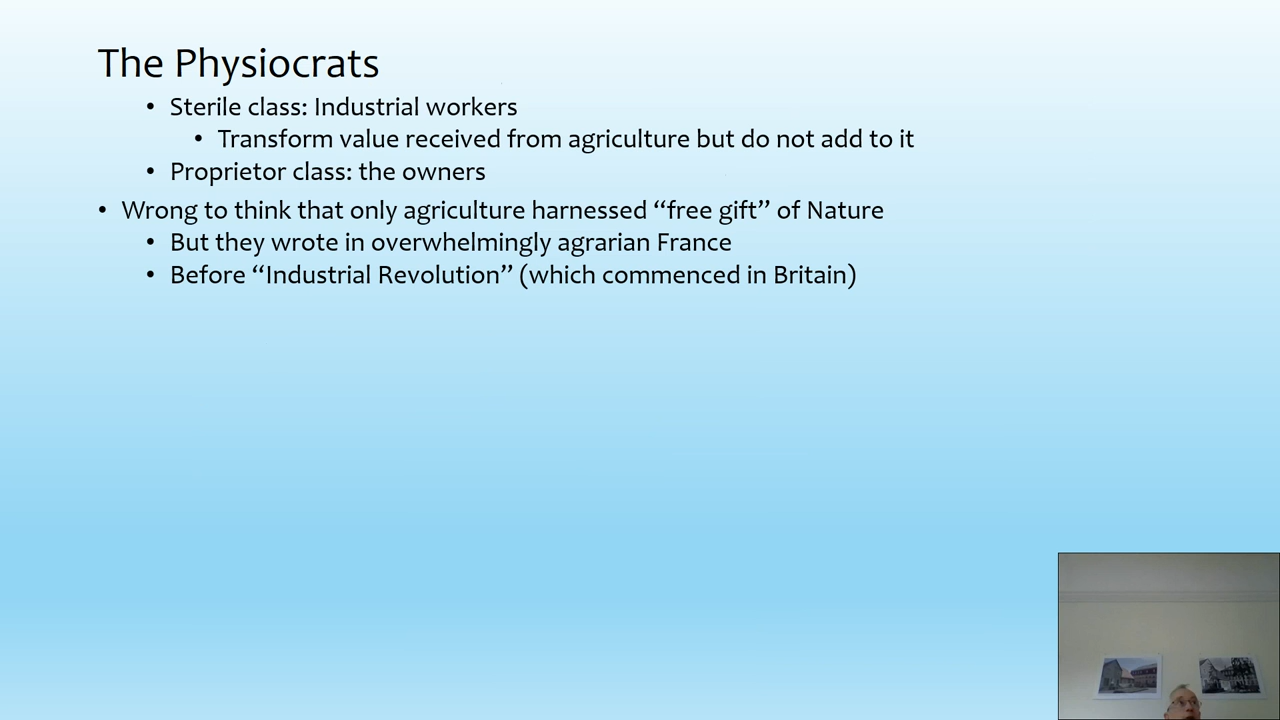 The Physiocrats
• Sterile class: Industrial workers
• Transform value received from agriculture but do not add to it
• Proprietor class: the owners
• Wrong to think that only agriculture harnessed “free gift” of Nature
• But they wrote in overwhelmingly agrarian France
• Before “Industrial Revolution” (which commenced in Britain)